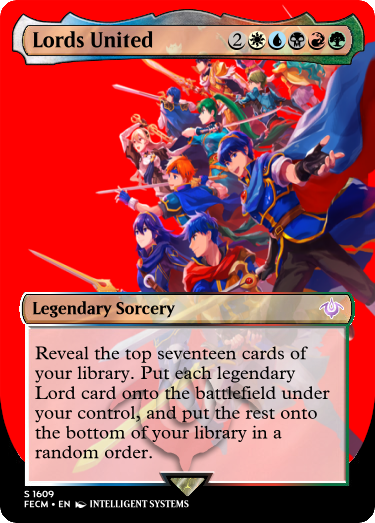 Lords United 2
Legendary Sorcery
Reveal the top seventeen cards of
your library. Put each legendary
Lord card onto the battlefield under
your control, and put the rest onto
the bottom of your library in a
random order.
S 1609
FECM • EN INTELLIGENT SYSTEMS